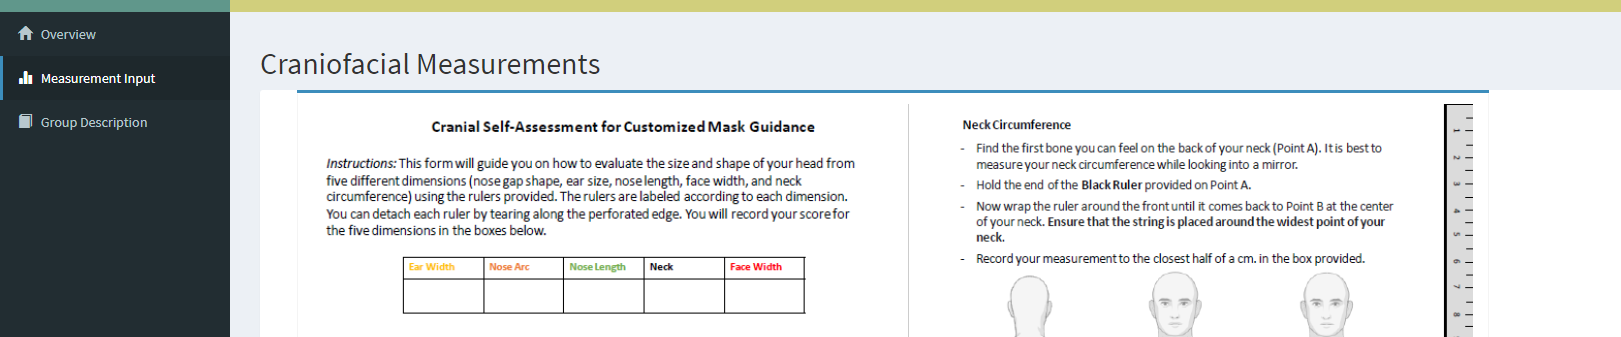 Overview
Measurement Input
Group Description
Craniofacial Measurements
Cranial Self-Assessment for Customized Mask Guidance
Instructions: This form will guide you on how to evaluate the size and shape of your head from
five different dimensions (nose gap shape, ear size, nose length, face width, and neck
circumference) using the rulers provided. The rulers are labeled according to each dimension.
You can detach each ruler by tearing along the perforated edge. You will record your score for
the five dimensions in the boxes below.
Ear Width Nose Arc Nose Length Neck Face Width
Neck Circumference
- Find the first bone you can feel on the back of your neck (Point A). It is best to
measure your neck circumference while looking into a mirror.
- Hold the end of the Black Ruler provided on Point A.
- Now wrap the ruler around the front until it comes back to Point B at the center
of your neck. Ensure that the string is placed around the widest point of your
neck.
- Record your measurement to the closest half of a cm. in the box provided.
1
2
3
4
5
6
7
8